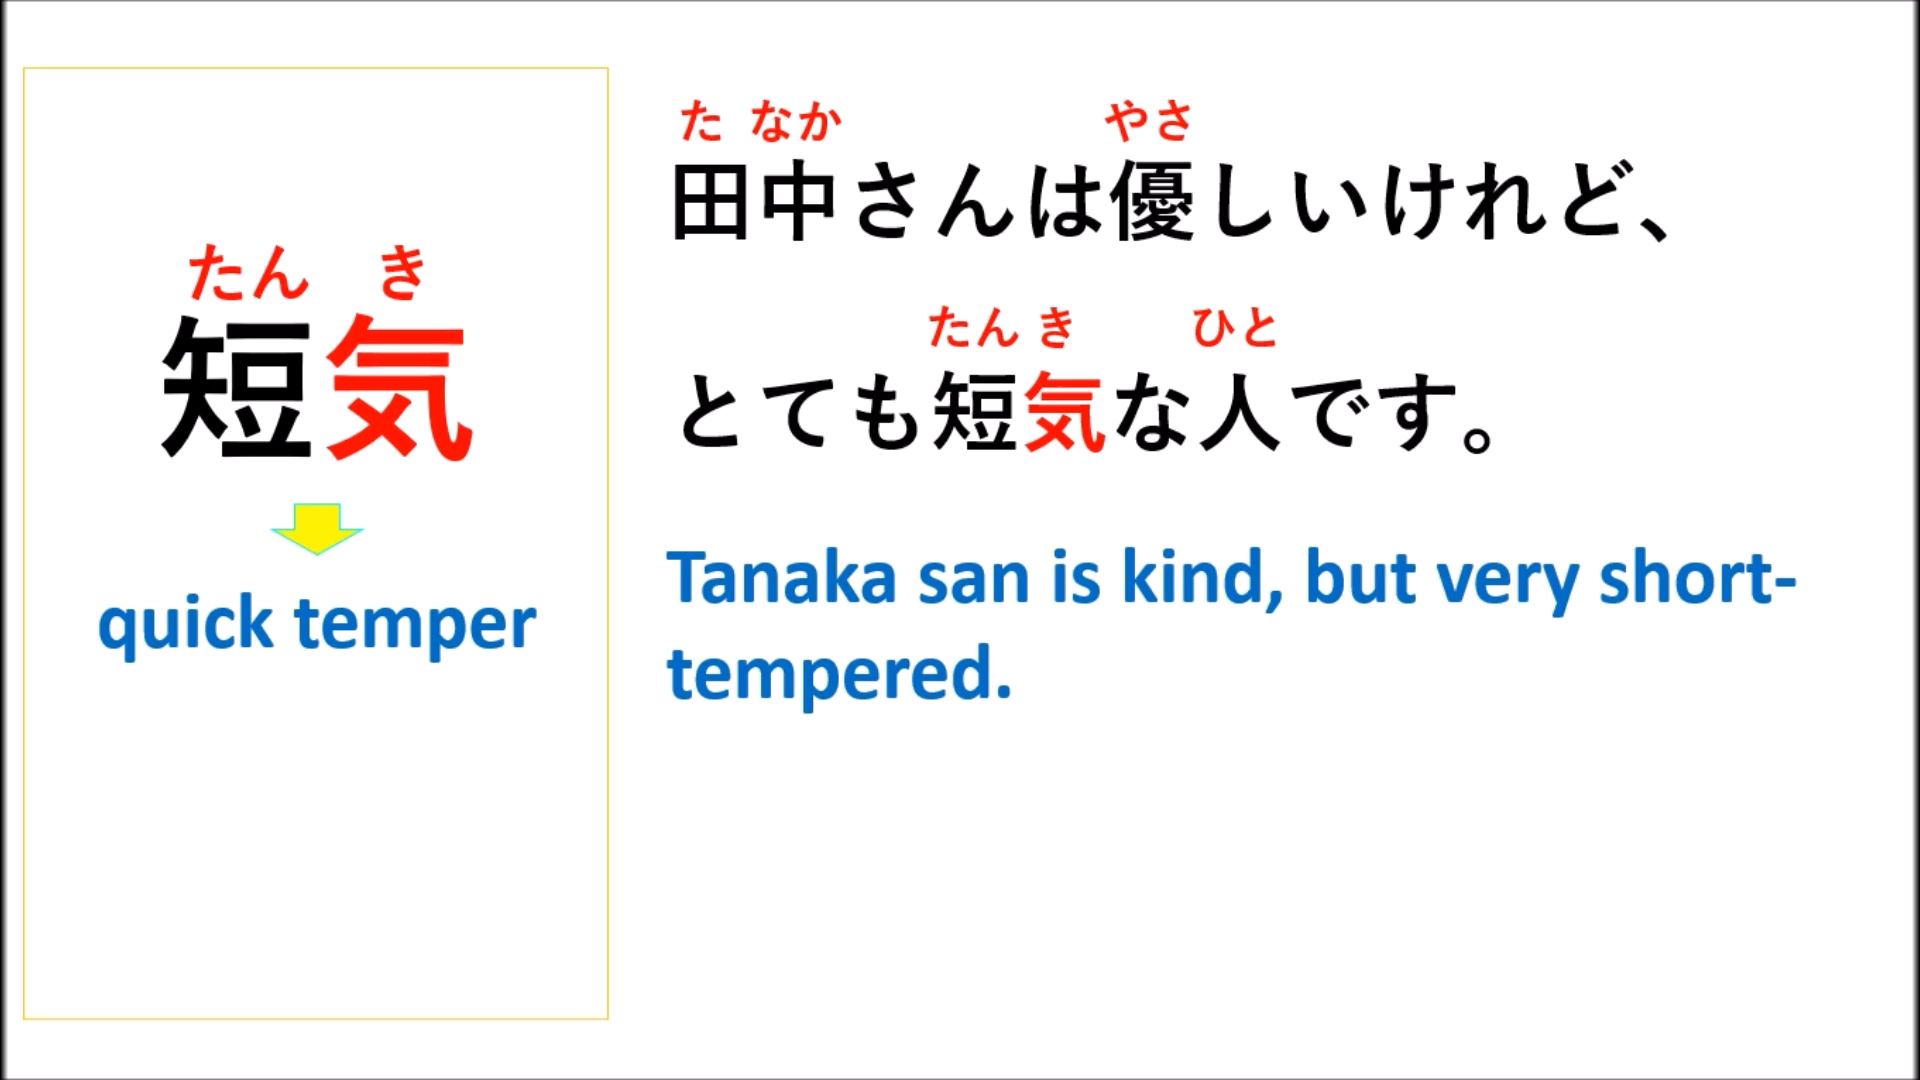 たん き
短気
quick temper
た なか やさ
田中さんは優しいけれど、
たん き ひと
とても短気な人です。
Tanaka san is kind, but very short-
tempered.